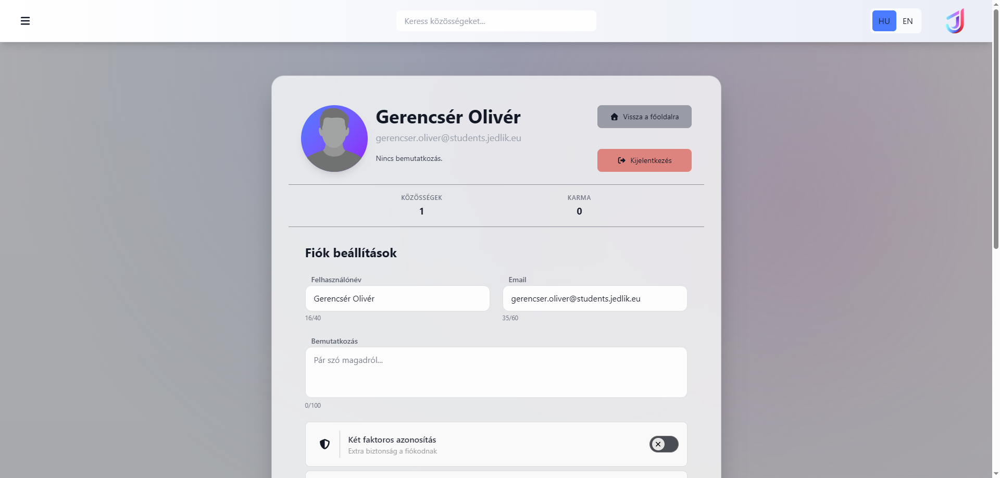 Keress közösségeket...
HU
EN
Gerencsér Olivér
gerencser.oliver@students.jedlik.eu
Nincs bemutatkozás.
Vissza a főoldalra
Kijelentkezés
KÖZÖSSÉGEK
1
KARMA
0
Fiók beállítások
Felhasználónév
Gerencsér Olivér
16/40
Email
gerencser.oliver@students.jedlik.eu
35/60
Bemutatkozás
Pár szó magadról...
0/100
Két faktoros azonosítás
Extra biztonság a fiókodnak